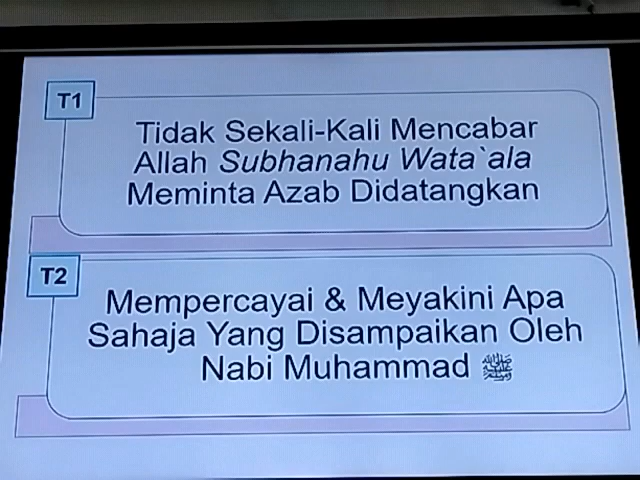 T1
Tidak Sekali-Kali Mencabar
Allah Subhanahu Wata`ala
Meminta Azab Didatangkan
T2
Mempercayai & Meyakini Apa
Sahaja Yang Disampaikan Oleh
Nabi Muhammad ﷺ